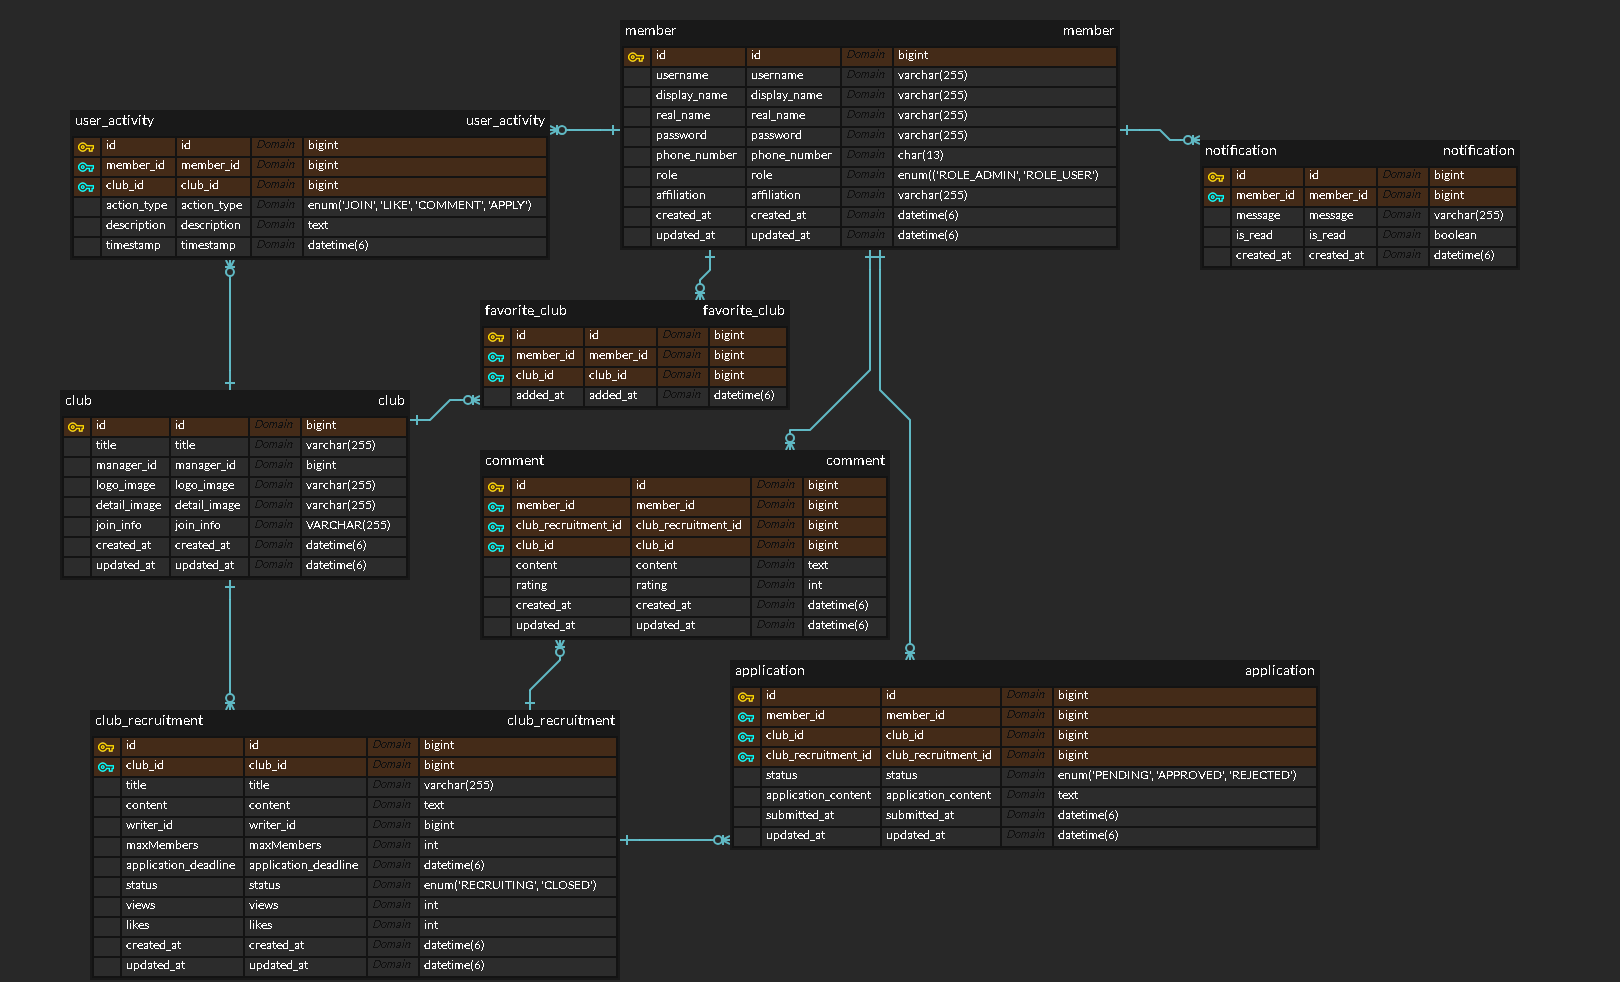 member member
id id Domain bigint
username username Domain varchar(255)
display_name display_name Domain varchar(255)
real_name real_name Domain varchar(255)
password password Domain varchar(255)
phone_number phone_number Domain char(13)
role role Domain enum(('ROLE_ADMIN', 'ROLE_USER')
affiliation affiliation Domain varchar(255)
created_at created_at Domain datetime(6)
updated_at updated_at Domain datetime(6)
user_activity user_activity
id id Domain bigint
member_id member_id Domain bigint
club_id club_id Domain bigint
action_type action_type Domain enum('JOIN', 'LIKE', 'COMMENT', 'APPLY')
description description Domain text
timestamp timestamp Domain datetime(6)
notification notification
id id Domain bigint
member_id member_id Domain bigint
message message Domain varchar(255)
is_read is_read Domain boolean
created_at created_at Domain datetime(6)
favorite_club favorite_club
id id Domain bigint
member_id member_id Domain bigint
club_id club_id Domain bigint
added_at added_at Domain datetime(6)
club club
id id Domain bigint
title title Domain varchar(255)
manager_id manager_id Domain bigint
logo_image logo_image Domain varchar(255)
detail_image detail_image Domain varchar(255)
join_info join_info Domain VARCHAR(255)
created_at created_at Domain datetime(6)
updated_at updated_at Domain datetime(6)
comment comment
id id Domain bigint
member_id member_id Domain bigint
club_recruitment_id club_recruitment_id Domain bigint
club_id club_id Domain bigint
content content Domain text
rating rating Domain int
created_at created_at Domain datetime(6)
updated_at updated_at Domain datetime(6)
application application
id id Domain bigint
member_id member_id Domain bigint
club_id club_id Domain bigint
club_recruitment_id club_recruitment_id Domain bigint
status status Domain enum('PENDING', 'APPROVED', 'REJECTED')
application_content application_content Domain text
submitted_at submitted_at Domain datetime(6)
updated_at updated_at Domain datetime(6)
club_recruitment club_recruitment
id id Domain bigint
club_id club_id Domain bigint
title title Domain varchar(255)
content content Domain text
writer_id writer_id Domain bigint
maxMembers maxMembers Domain int
application_deadline application_deadline Domain datetime(6)
status status Domain enum('RECRUITING', 'CLOSED')
views views Domain int
likes likes Domain int
created_at created_at Domain datetime(6)
updated_at updated_at Domain datetime(6)